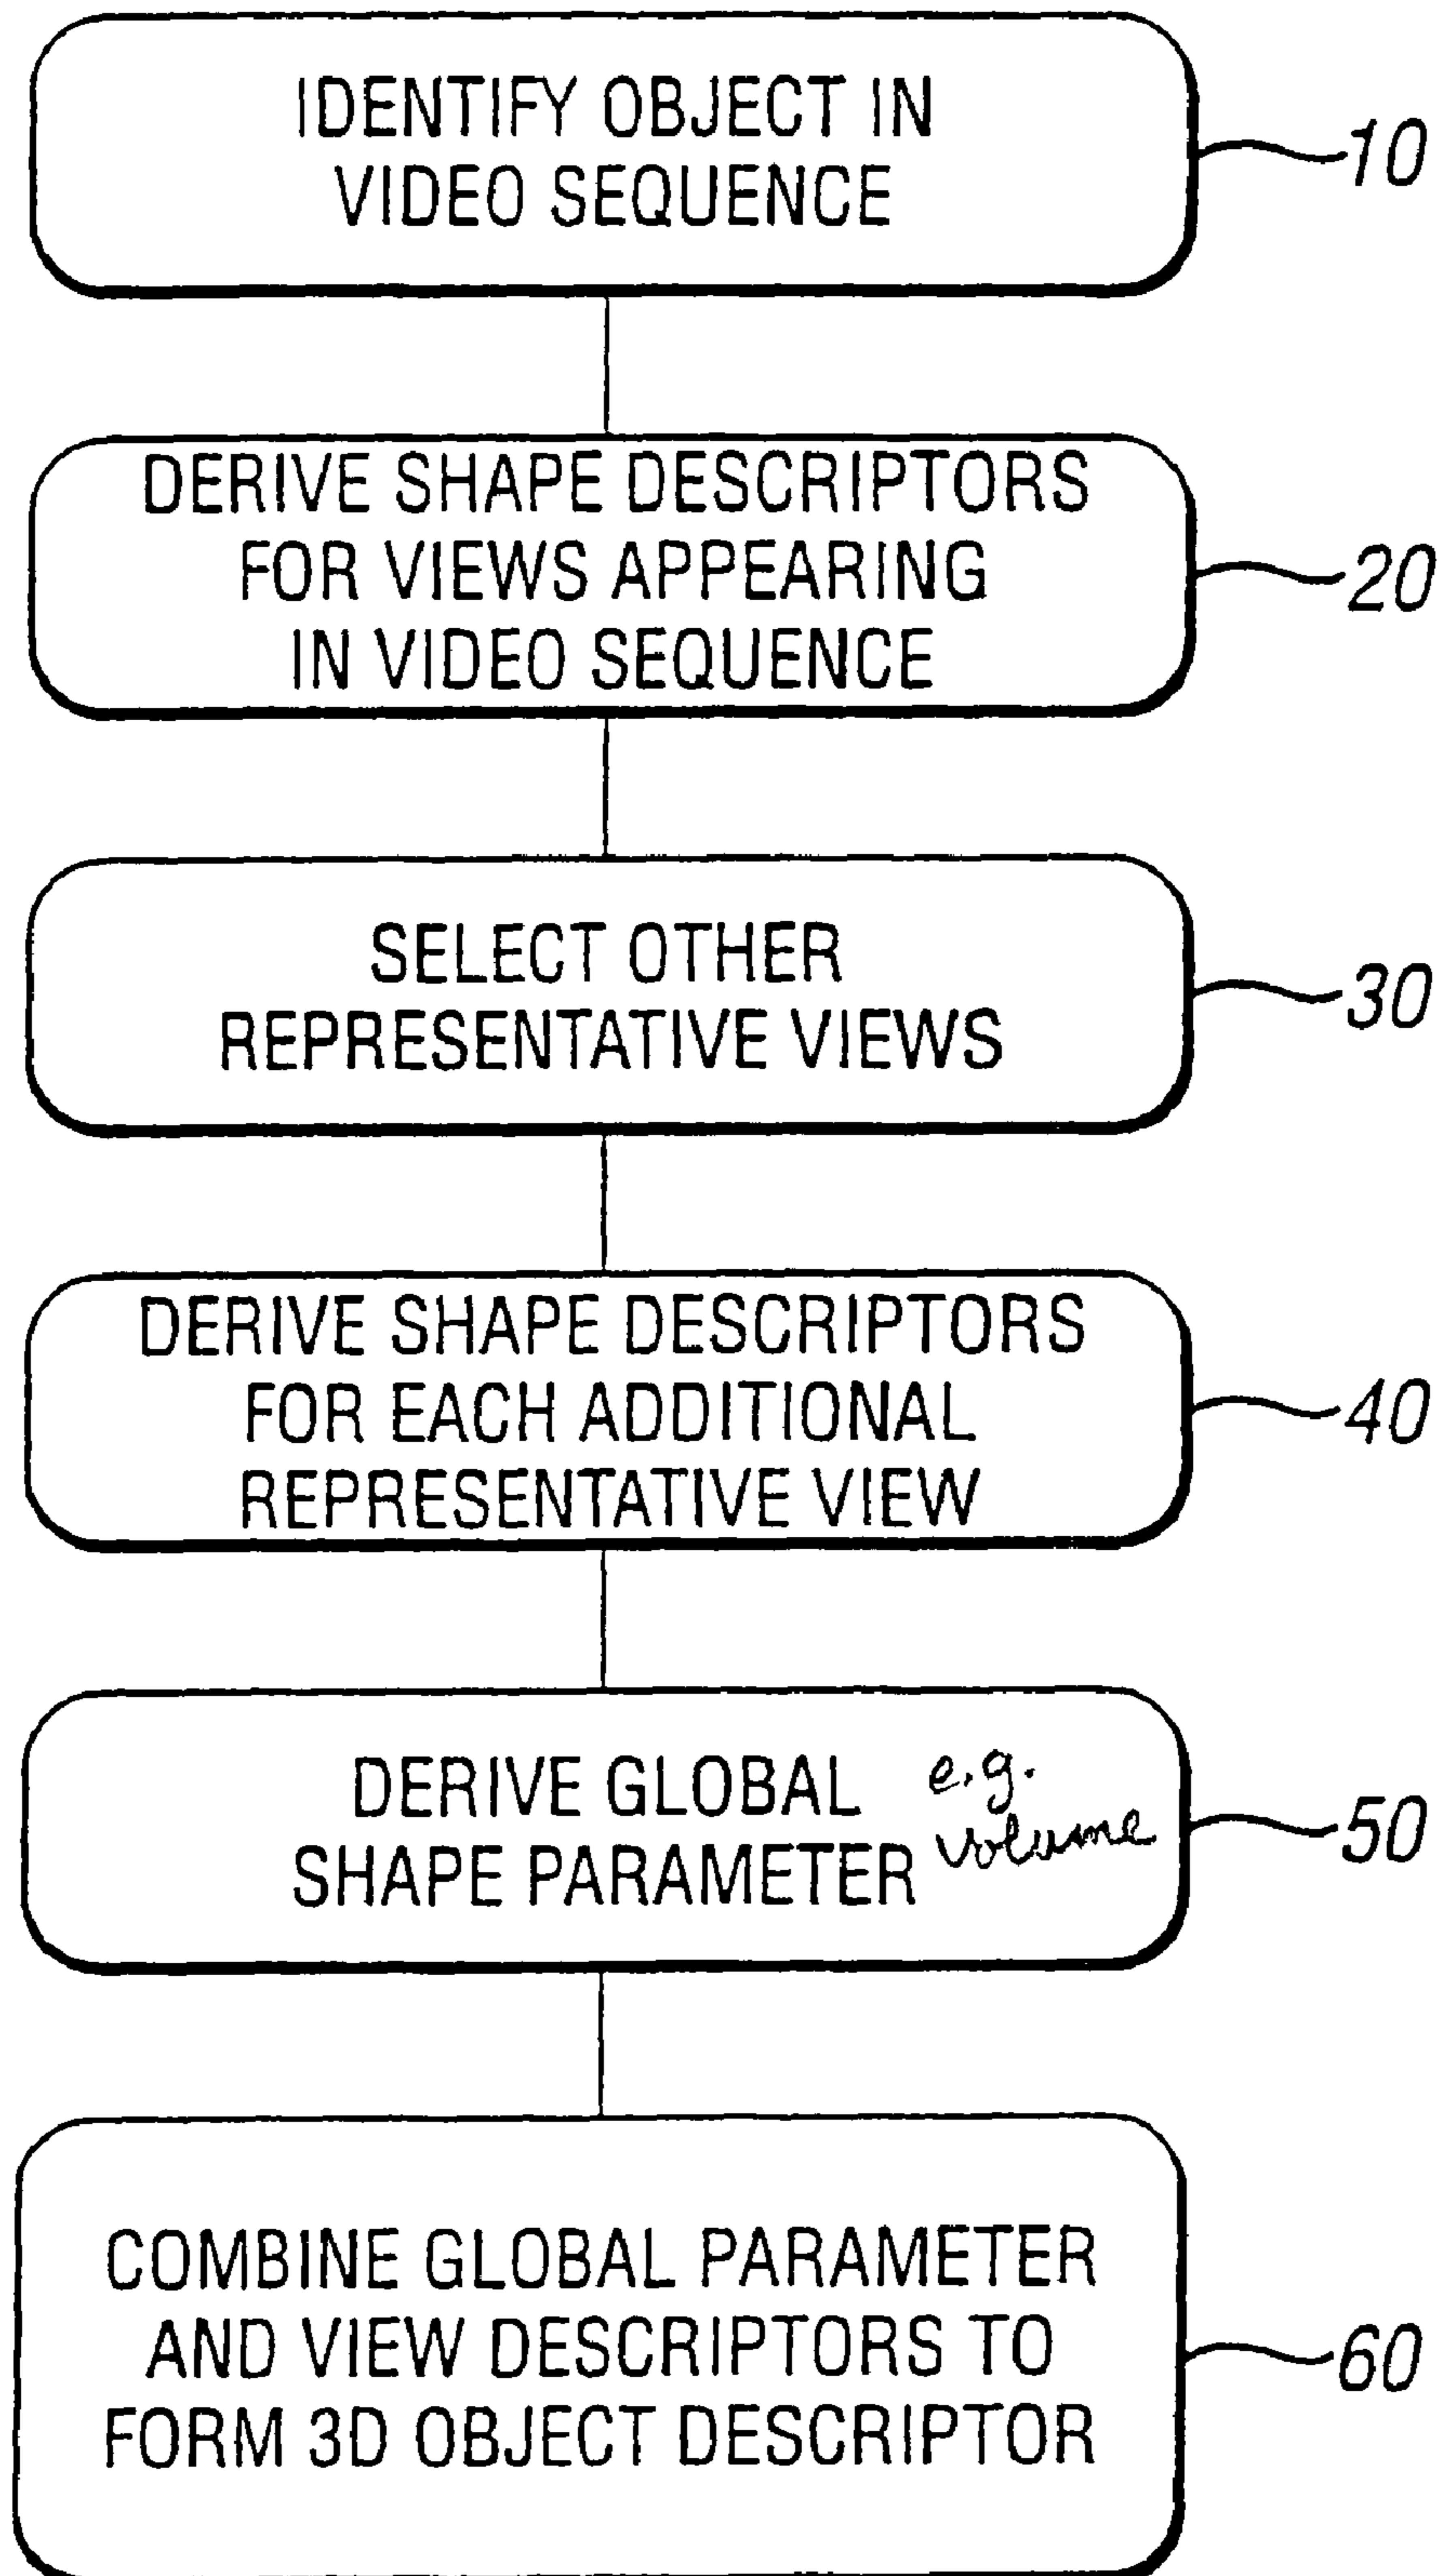 IDENTIFY OBJECT IN
VIDEO SEQUENCE
10
DERIVE SHAPE DESCRIPTORS
FOR VIEWS APPEARING
IN VIDEO SEQUENCE
20
SELECT OTHER
REPRESENTATIVE VIEWS
30
DERIVE SHAPE DESCRIPTORS
FOR EACH ADDITIONAL
REPRESENTATIVE VIEW
40
DERIVE GLOBAL
SHAPE PARAMETER
e.g.
volume
50
COMBINE GLOBAL PARAMETER
AND VIEW DESCRIPTORS TO
FORM 3D OBJECT DESCRIPTOR
60